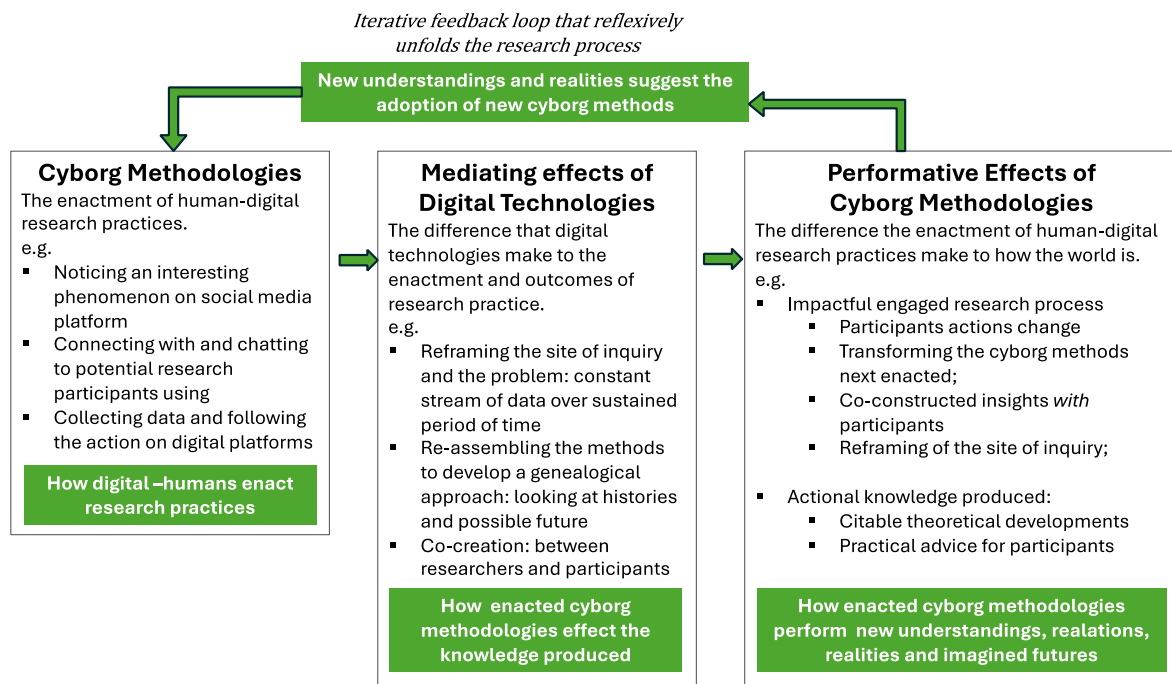 Iterative feedback loop that reflexively
unfolds the research process
New understandings and realities suggest the
adoption of new cyborg methods
Cyborg Methodologies
The enactment of human-digital
research practices.
e.g.
▪ Noticing an interesting
phenomenon on social media
platform
▪ Connecting with and chatting
to potential research
participants using
▪ Collecting data and following
the action on digital platforms
How digital –humans enact
research practices
Mediating effects of
Digital Technologies
The difference that digital
technologies make to the
enactment and outcomes of
research practice.
e.g.
▪ Reframing the site of inquiry
and the problem: constant
stream of data over sustained
period of time
▪ Re-assembling the methods
to develop a genealogical
approach: looking at histories
and possible future
▪ Co-creation: between
researchers and participants
How enacted cyborg
methodologies effect the
knowledge produced
Performative Effects of
Cyborg Methodologies
The difference the enactment of human-digital
research practices make to how the world is.
e.g.
▪ Impactful engaged research process
▪ Participants actions change
▪ Transforming the cyborg methods
next enacted;
▪ Co-constructed insights with
participants
▪ Reframing of the site of inquiry;
▪ Actional knowledge produced:
▪ Citable theoretical developments
▪ Practical advice for participants
How enacted cyborg methodologies
perform new understandings, realations,
realities and imagined futures